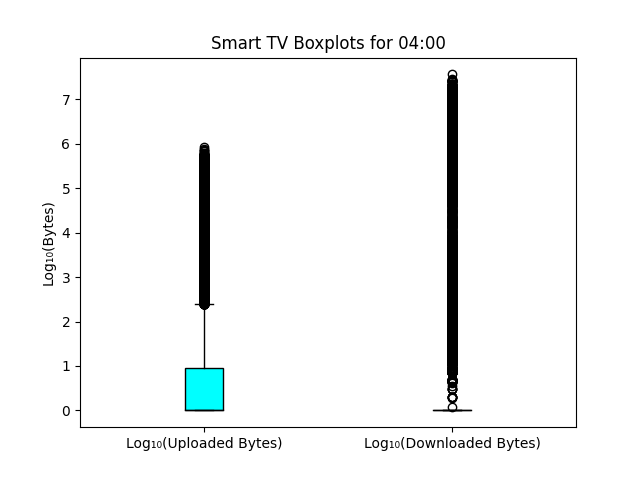 Smart TV Boxplots for 04:00
Log₁₀(Bytes)
7
6
5
4
3
2
1
0
Log₁₀(Uploaded Bytes)
Log₁₀(Downloaded Bytes)